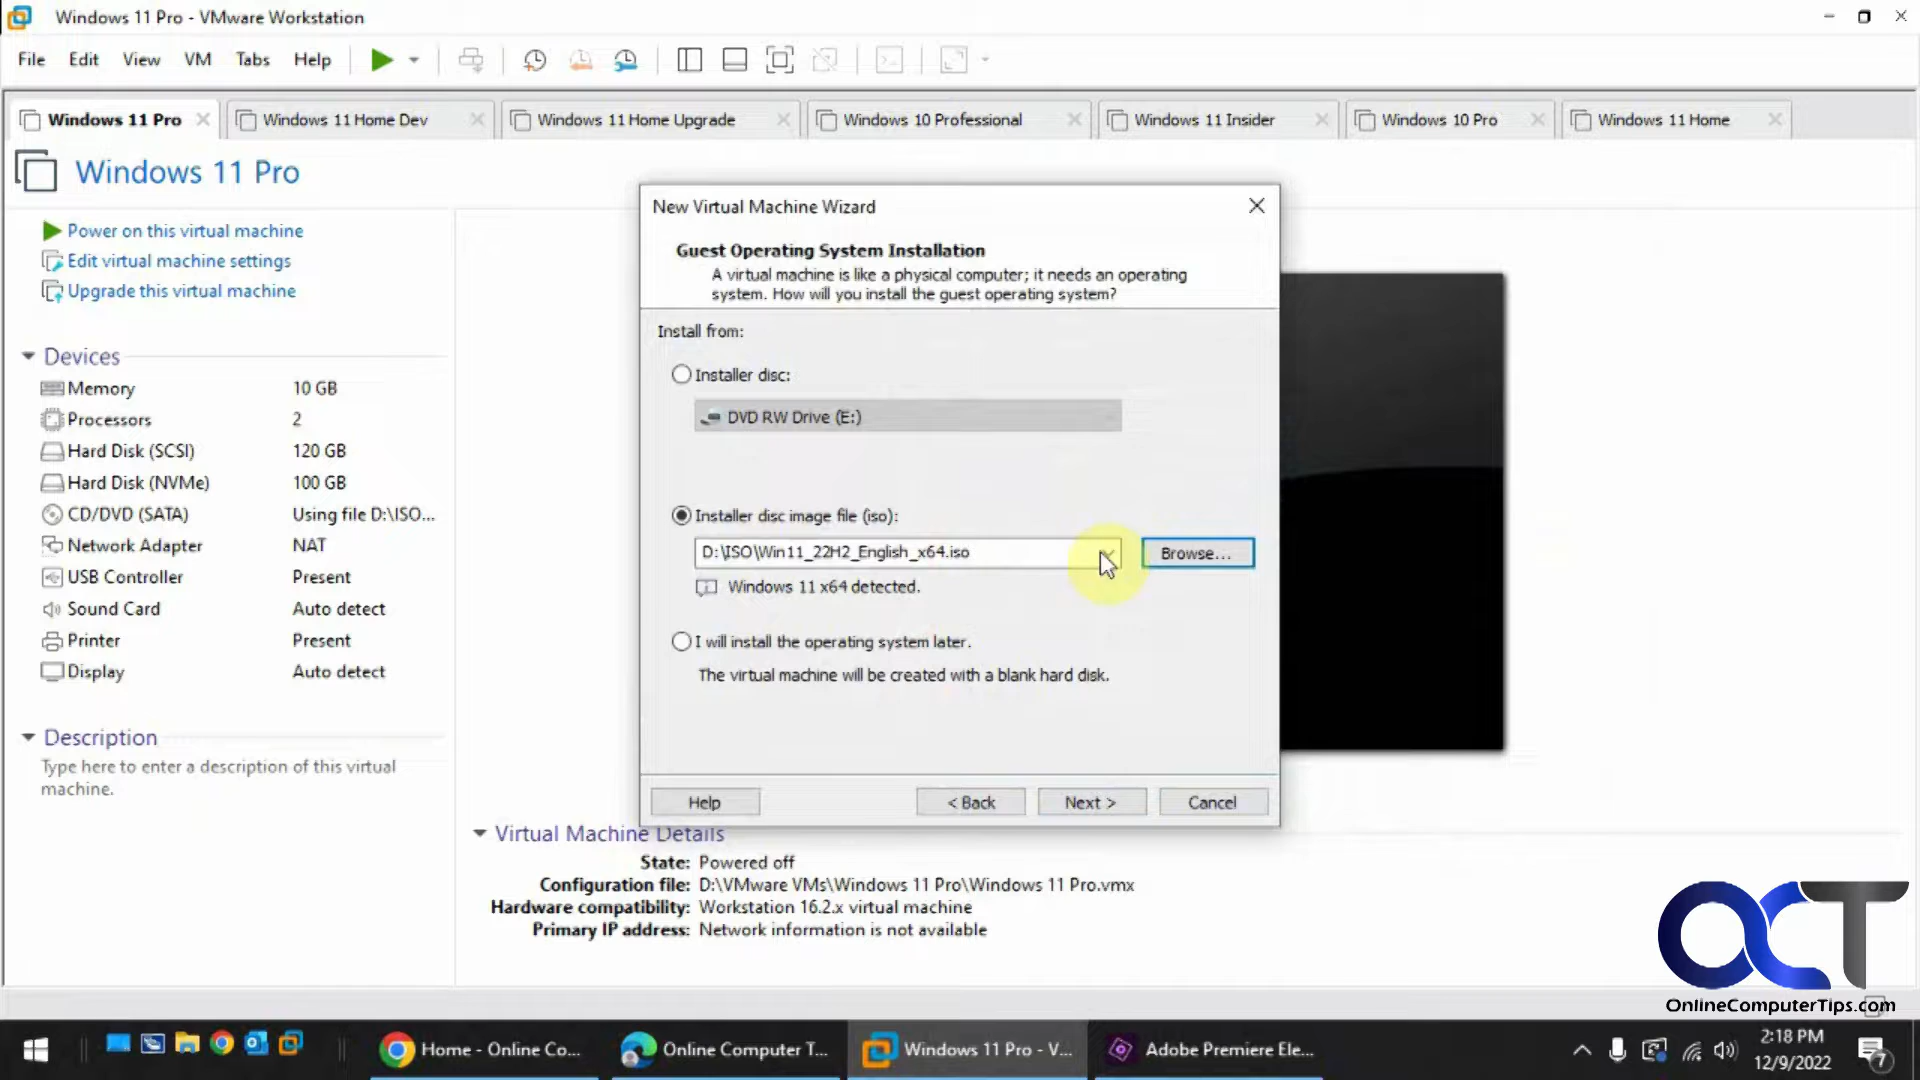 Windows 11 Pro - VMware Workstation
File Edit View VM Tabs Help
Windows 11 Pro Windows 11 Home Dev Windows 11 Home Upgrade Windows 10 Professional Windows 11 Insider Windows 10 Pro Windows 11 Home
Windows 11 Pro
Power on this virtual machine
Edit virtual machine settings
Upgrade this virtual machine
Devices
Memory 10 GB
Processors 2
Hard Disk (SCSI) 120 GB
Hard Disk (NVMe) 100 GB
CD/DVD (SATA) Using file D:\ISO...
Network Adapter NAT
USB Controller Present
Sound Card Auto detect
Printer Present
Display Auto detect
Description
Type here to enter a description of this virtual
machine.
New Virtual Machine Wizard
Guest Operating System Installation
A virtual machine is like a physical computer; it needs an operating
system. How will you install the guest operating system?
Install from:
Installer disc:
DVD RW Drive (E:)
Installer disc image file (iso):
D:\ISO\Win11_22H2_English_x64.iso Browse...
Windows 11 x64 detected.
I will install the operating system later.
The virtual machine will be created with a blank hard disk.
Help < Back Next > Cancel
Virtual Machine Details
State: Powered off
Configuration file: D:\VMware VMs\Windows 11 Pro\Windows 11 Pro.vmx
Hardware compatibility: Workstation 16.2.x virtual machine
Primary IP address: Network information is not available
OCT
OnlineComputerTips.com
Home - Online Co... Online Computer T... Windows 11 Pro - V... Adobe Premiere Ele...
2:18 PM
12/9/2022
7